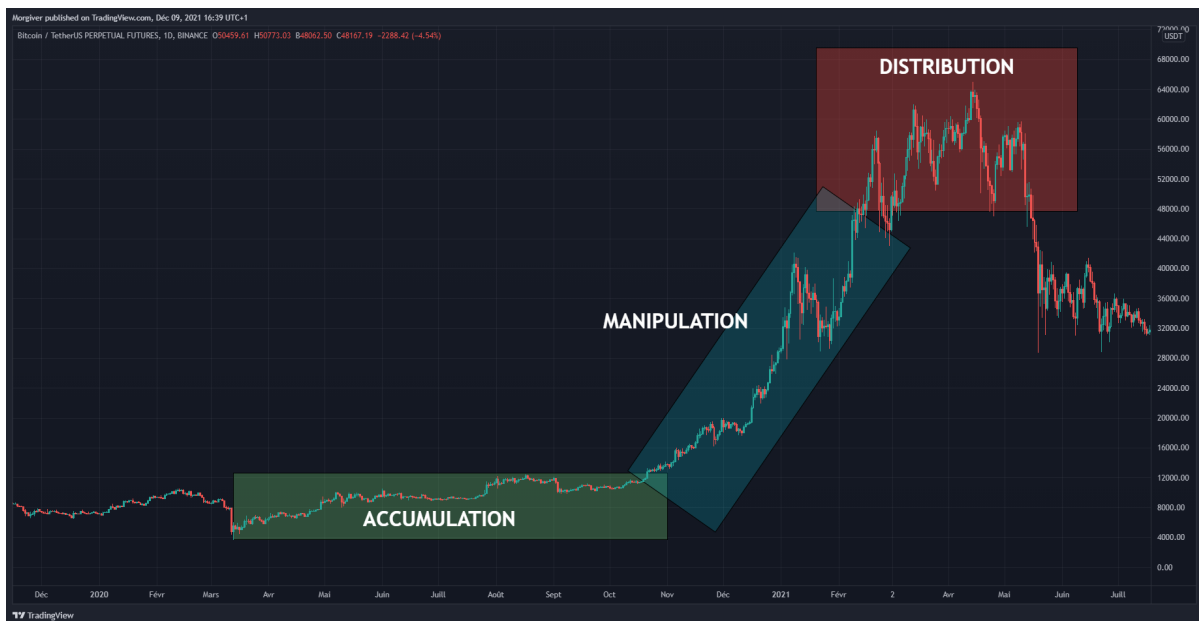 Morgiver published on TradingView.com, Déc 09, 2021 16:39 UTC+1
Bitcoin / TetherUS PERPETUAL FUTURES, 1D, BINANCE O50459.61 H50773.03 B48062.50 C48167.19 -2288.42 (-4.54%)
72000.00
USDT
DISTRIBUTION
68000.00
64000.00
60000.00
56000.00
52000.00
48000.00
44000.00
40000.00
36000.00
MANIPULATION
32000.00
28000.00
24000.00
20000.00
16000.00
12000.00
ACCUMULATION
8000.00
4000.00
0.00
Déc 2020 Févr Mars Avr Mai Juin Juill Août Sept Oct Nov Déc 2021 Févr 2 Avr Mai Juin Juill
TradingView